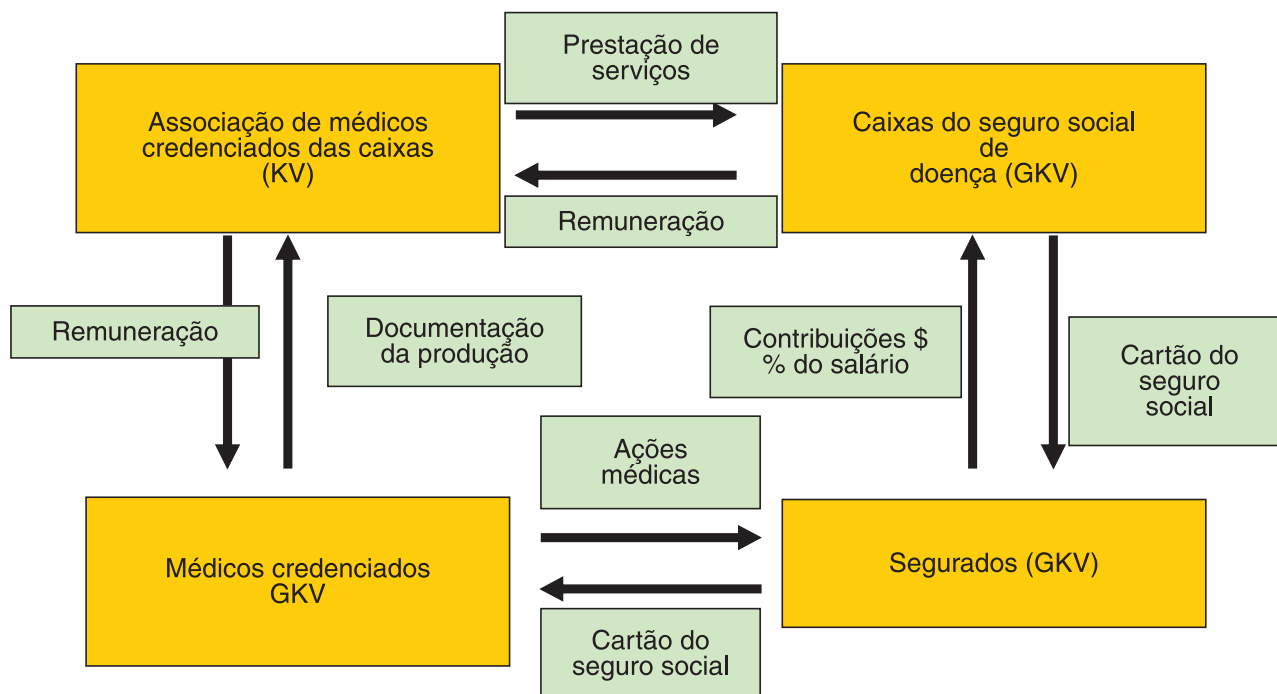 Prestação de
serviços
Associação de médicos
credenciados das caixas
(KV)
Caixas do seguro social
de
doença (GKV)
Remuneração
Remuneração
Documentação
da produção
Contribuições $
% do salário
Cartão do
seguro
social
Ações
médicas
Médicos credenciados
GKV
Segurados (GKV)
Cartão do
seguro social